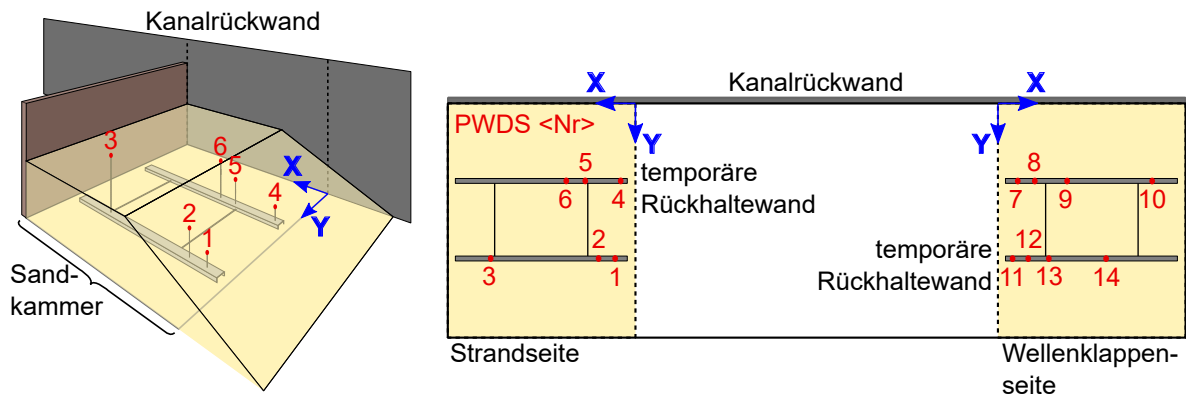 Kanalrückwand
3
6
5
4
2
1
X
Y
Sand-
kammer
Kanalrückwand
X
X
PWDS <Nr>
Y
Y
5
6
4
temporäre
Rückhaltewand
8
7
9
10
2
3
1
temporäre
Rückhaltewand
12
11
13
14
Strandseite
Wellenklappen-
seite